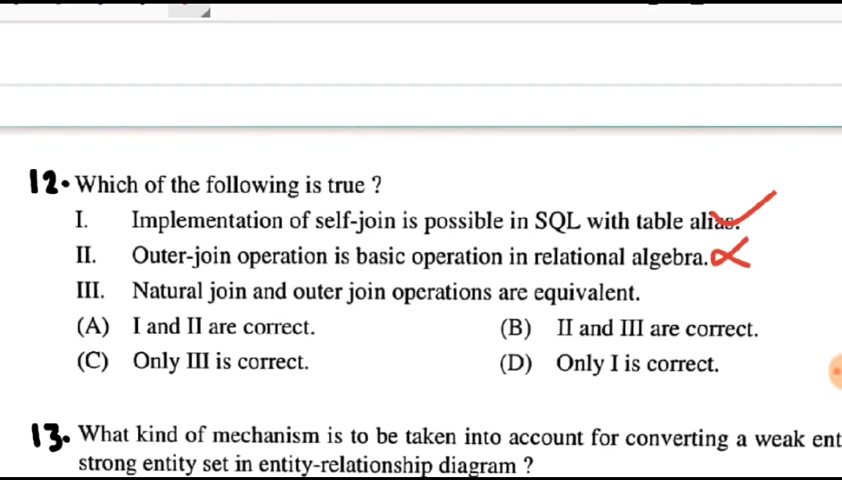 12. Which of the following is true ?
I. Implementation of self-join is possible in SQL with table alias.
II. Outer-join operation is basic operation in relational algebra.
III. Natural join and outer join operations are equivalent.
(A) I and II are correct. (B) II and III are correct.
(C) Only III is correct. (D) Only I is correct.
13. What kind of mechanism is to be taken into account for converting a weak
strong entity set in entity-relationship diagram ?